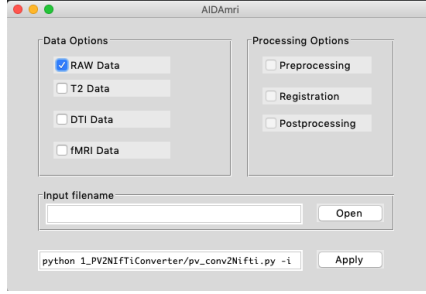 AIDAmri
Data Options
RAW Data
T2 Data
DTI Data
fMRI Data
Processing Options
Preprocessing
Registration
Postprocessing
Input filename
Open
python 1_PV2NIfTiConverter/pv_conv2Nifti.py -i
Apply